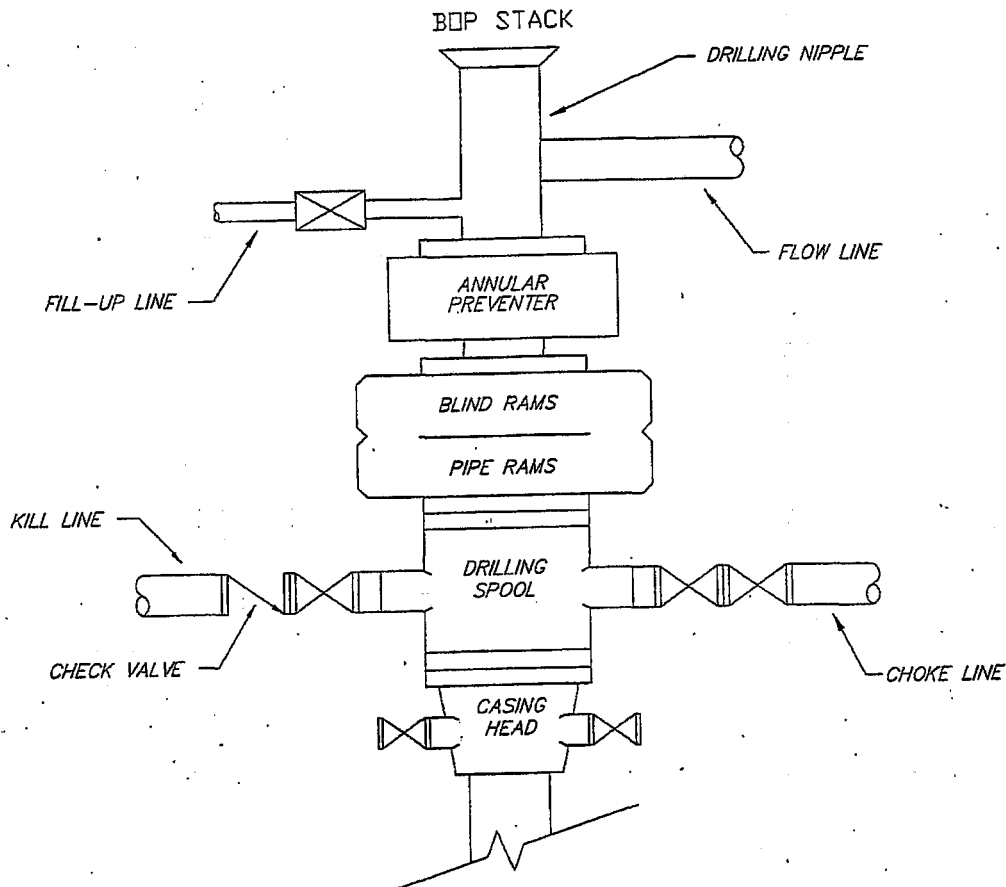 BOP STACK
DRILLING NIPPLE
FLOW LINE
FILL-UP LINE
ANNULAR
PREVENTER
BLIND RAMS
PIPE RAMS
KILL LINE
DRILLING
SPOOL
CHECK VALVE
CHOKE LINE
CASING
HEAD